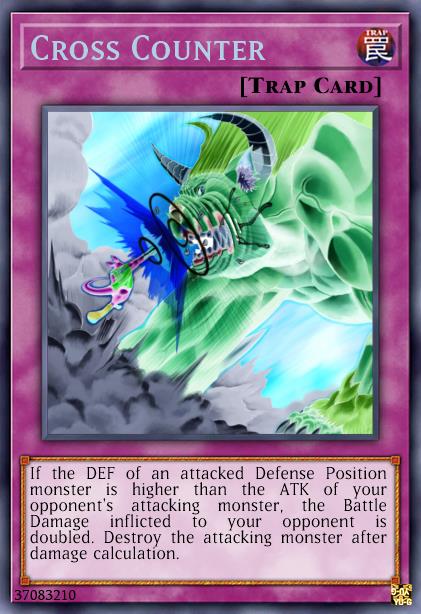 Cross Counter
TRAP
罠
[Trap Card]
If the DEF of an attacked Defense Position
monster is higher than the ATK of your
opponent's attacking monster, the Battle
Damage inflicted to your opponent is
doubled. Destroy the attacking monster after
damage calculation.
37083210